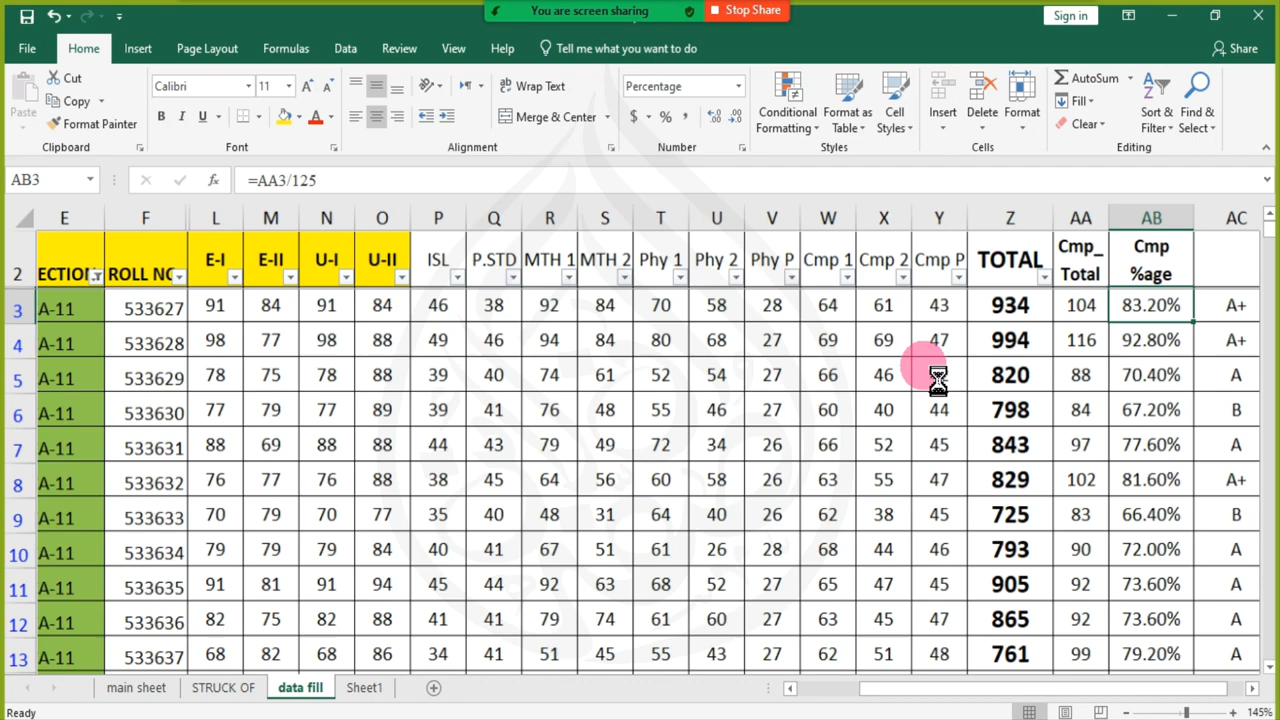 You are screen sharing Stop Share
Sign in
File Home Insert Page Layout Formulas Data Review View Help Tell me what you want to do Share
Paste Cut Copy Format Painter Clipboard
Calibri 11 B I U A Font
Wrap Text Merge & Center Alignment
Percentage $ % , Number
Conditional Formatting Format as Table Cell Styles Styles
Insert Delete Format Cells
AutoSum Fill Clear Sort & Filter Find & Select Editing
AB3 fx =AA3/125
E F L M N O P Q R S T U V W X Y Z AA AB AC
2 ECTION ROLL NO E-I E-II U-I U-II ISL P.STD MTH 1 MTH 2 Phy 1 Phy 2 Phy P Cmp 1 Cmp 2 Cmp P TOTAL Cmp_ Total Cmp %age
3 A-11 533627 91 84 91 84 46 38 92 84 70 58 28 64 61 43 934 104 83.20% A+
4 A-11 533628 98 77 98 88 49 46 94 84 80 68 27 69 69 47 994 116 92.80% A+
5 A-11 533629 78 75 78 88 39 40 74 61 52 54 27 66 46 820 88 70.40% A
6 A-11 533630 77 79 77 89 39 41 76 48 55 46 27 60 40 44 798 84 67.20% B
7 A-11 533631 88 69 88 88 44 43 79 49 72 34 26 66 52 45 843 97 77.60% A
8 A-11 533632 76 77 76 88 38 45 64 56 60 58 26 63 55 47 829 102 81.60% A+
9 A-11 533633 70 79 70 77 35 40 48 31 64 40 26 62 38 45 725 83 66.40% B
10 A-11 533634 79 79 79 84 40 41 67 51 61 26 28 68 44 46 793 90 72.00% A
11 A-11 533635 91 81 91 94 45 44 92 63 68 52 27 65 47 45 905 92 73.60% A
12 A-11 533636 82 75 82 88 41 41 79 74 61 60 27 63 45 47 865 92 73.60% A
13 A-11 533637 68 82 68 86 34 41 51 45 55 43 27 62 51 48 761 99 79.20% A
main sheet STRUCK OF data fill Sheet1
Ready 145%